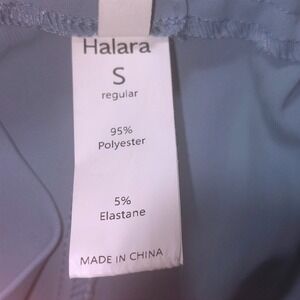 Halara
S
regular
95%
Polyester
5%
Elastane
MADE IN CHINA